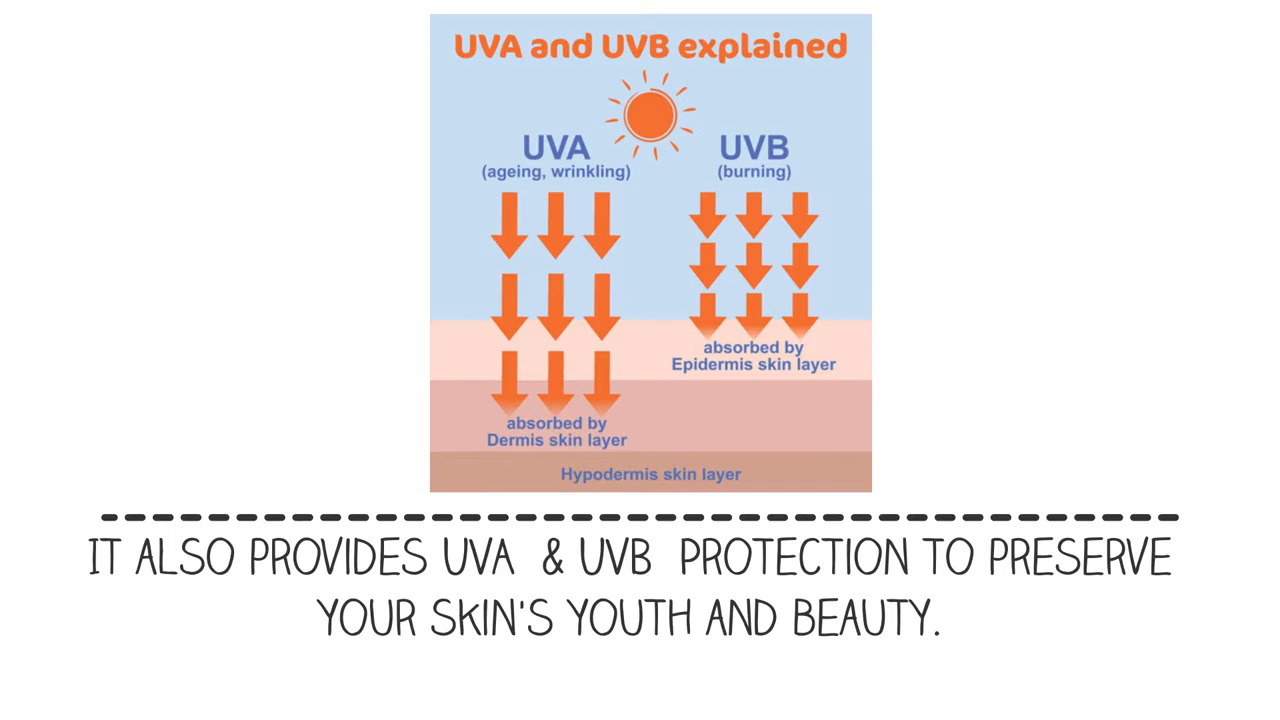 UVA and UVB explained
UVA
(ageing, wrinkling)
UVB
(burning)
absorbed by
Epidermis skin layer
absorbed by
Dermis skin layer
Hypodermis skin layer
IT ALSO PROVIDES UVA & UVB PROTECTION TO PRESERVE
YOUR SKIN'S YOUTH AND BEAUTY.